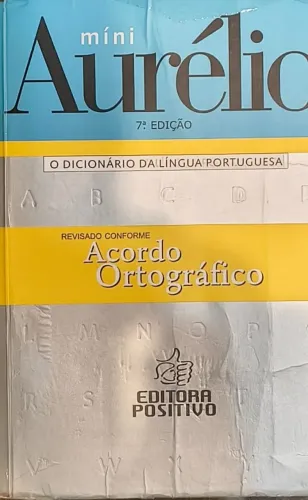 míni
Aurélio
7ª EDIÇÃO
O DICIONÁRIO DA LÍNGUA PORTUGUESA
A B C D
REVISADO CONFORME
Acordo
Ortográfico
L M N O P
EDITORA
POSITIVO
R S T
V W X Y